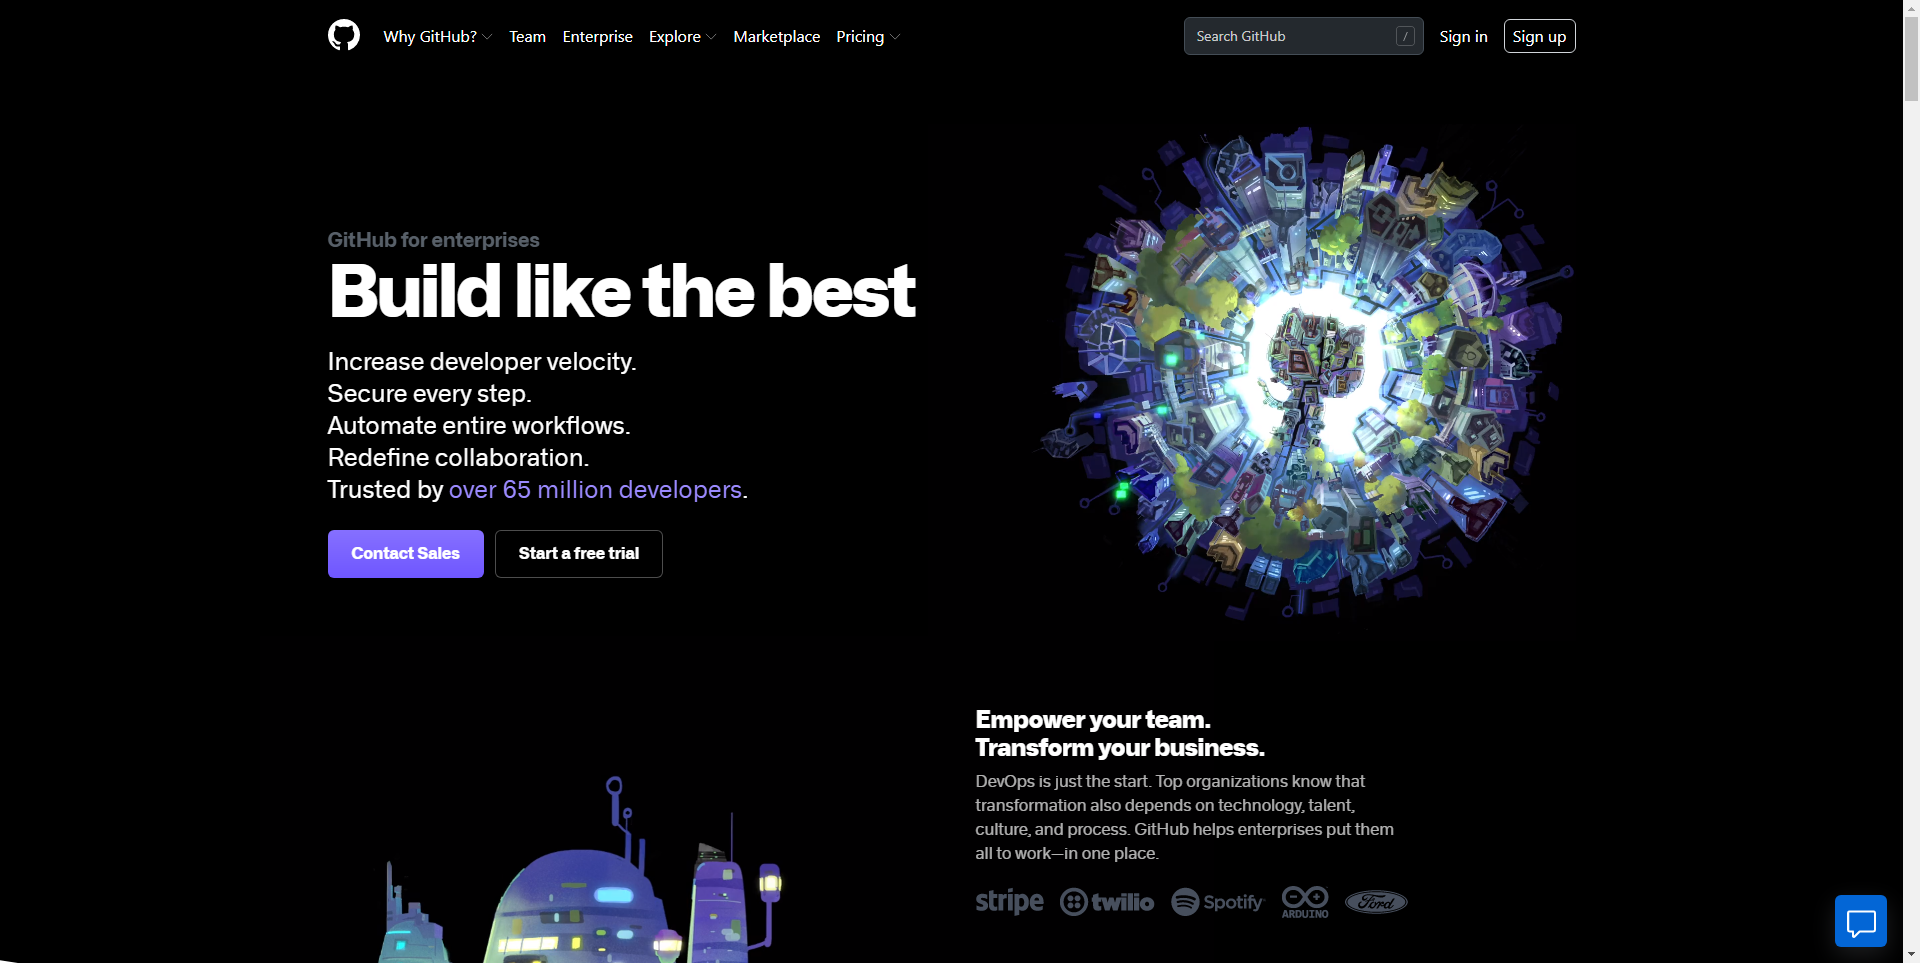 Why GitHub? Team Enterprise Explore Marketplace Pricing Search GitHub / Sign in Sign up
GitHub for enterprises
Build like the best
Increase developer velocity.
Secure every step.
Automate entire workflows.
Redefine collaboration.
Trusted by over 65 million developers.
Contact Sales Start a free trial
Empower your team.
Transform your business.
DevOps is just the start. Top organizations know that
transformation also depends on technology, talent,
culture, and process. GitHub helps enterprises put them
all to work—in one place.
stripe twilio Spotify ARDUINO Ford